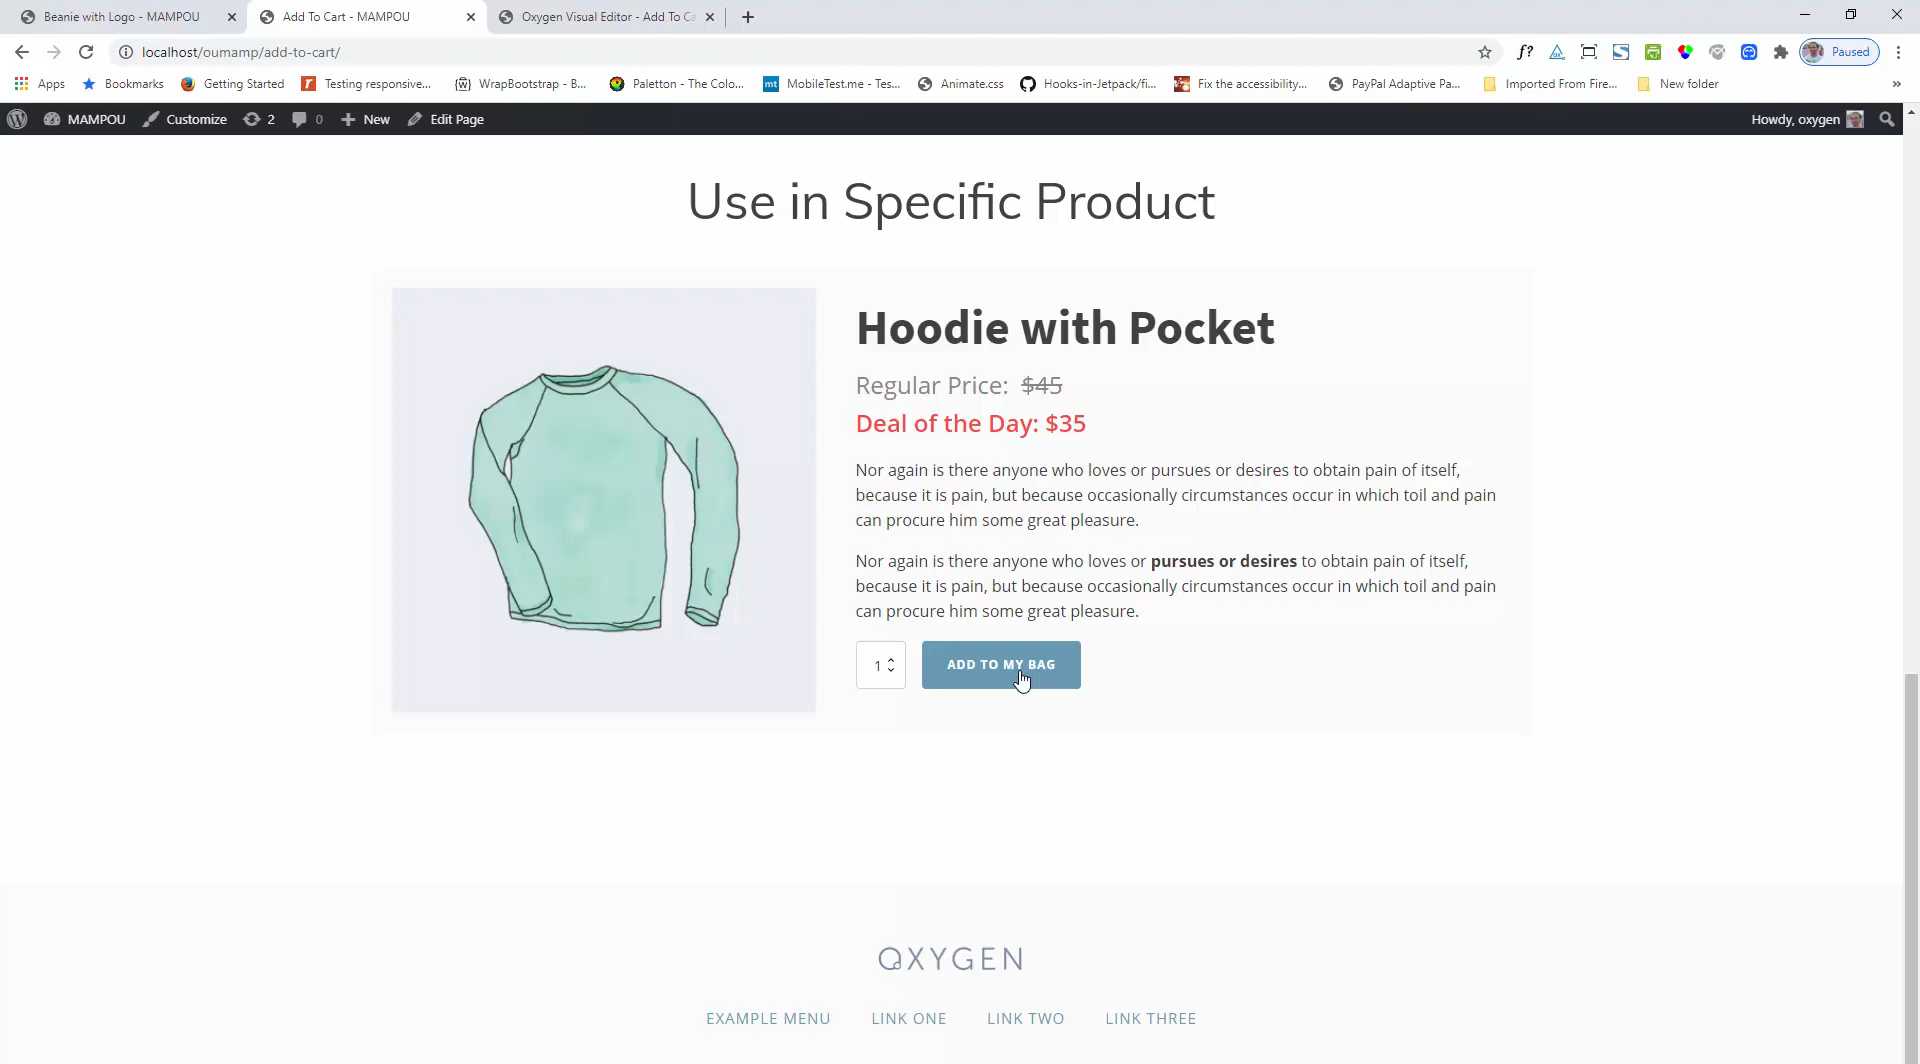 Beanie with Logo - MAMPOU
Add To Cart - MAMPOU
Oxygen Visual Editor - Add To Ca
localhost/oumamp/add-to-cart/
f?
Paused
Apps
Bookmarks
Getting Started
Testing responsive...
WrapBootstrap - B...
Paletton - The Colo...
mt
MobileTest.me - Tes...
Animate.css
Hooks-in-Jetpack/fi...
Fix the accessibility...
PayPal Adaptive Pa...
Imported From Fire...
New folder
MAMPOU
Customize
2
0
New
Edit Page
Howdy, oxygen
Use in Specific Product
Hoodie with Pocket
Regular Price: $45
Deal of the Day: $35
Nor again is there anyone who loves or pursues or desires to obtain pain of itself,
because it is pain, but because occasionally circumstances occur in which toil and pain
can procure him some great pleasure.
Nor again is there anyone who loves or pursues or desires to obtain pain of itself,
because it is pain, but because occasionally circumstances occur in which toil and pain
can procure him some great pleasure.
1
ADD TO MY BAG
OXYGEN
EXAMPLE MENU
LINK ONE
LINK TWO
LINK THREE